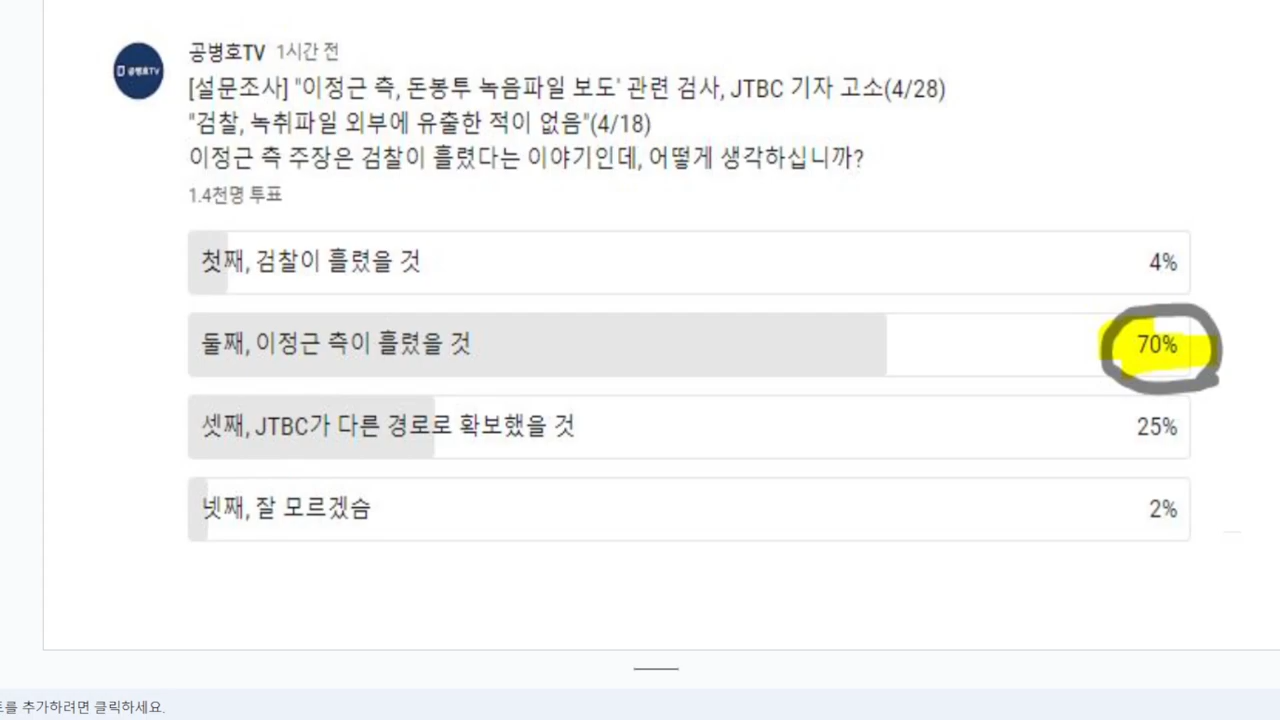 공병호TV 1시간 전
공병호TV
[설문조사] "이정근 측, 돈봉투 녹음파일 보도' 관련 검사, JTBC 기자 고소(4/28)
"검찰, 녹취파일 외부에 유출한 적이 없음"(4/18)
이정근 측 주장은 검찰이 흘렸다는 이야기인데, 어떻게 생각하십니까?
1.4천명 투표
첫째, 검찰이 흘렸을 것 4%
둘째, 이정근 측이 흘렸을 것 70%
셋째, JTBC가 다른 경로로 확보했을 것 25%
넷째, 잘 모르겠슴 2%
추가하려면 클릭하세요.